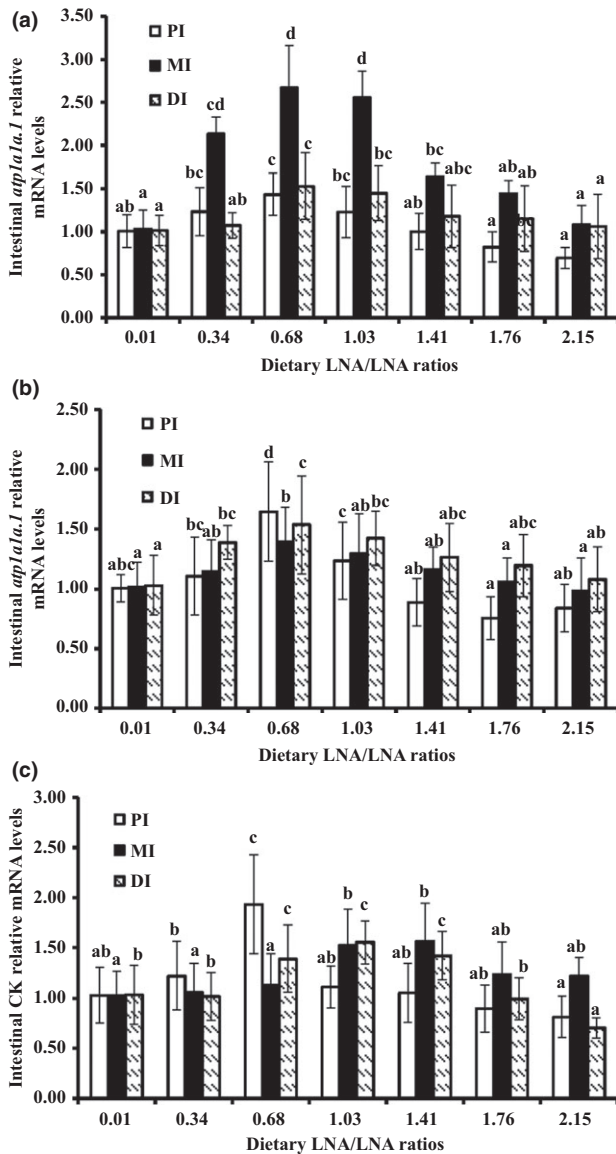 (a)
Intestinal atp1a1a.1 relative
mRNA levels
3.50
3.00
2.50
2.00
1.50
1.00
0.50
0.00
PI
MI
DI
ab a a
bc cd ab
c d c
bc d bc
ab bc abc
a ab ab
a a a
0.01 0.34 0.68 1.03 1.41 1.76 2.15
Dietary LNA/LNA ratios
(b)
Intestinal atp1a1a.1 relative
mRNA levels
2.50
2.00
1.50
1.00
0.50
0.00
PI
MI
DI
abc a a
bc ab bc
d b c
c ab bc
ab ab abc
a a abc
ab a ab
0.01 0.34 0.68 1.03 1.41 1.76 2.15
Dietary LNA/LNA ratios
(c)
Intestinal CK relative mRNA levels
3.00
2.50
2.00
1.50
1.00
0.50
0.00
PI
MI
DI
ab a b
b a b
c a c
ab b c
ab b c
ab ab b
a ab a
0.01 0.34 0.68 1.03 1.41 1.76 2.15
Dietary LNA/LNA ratios